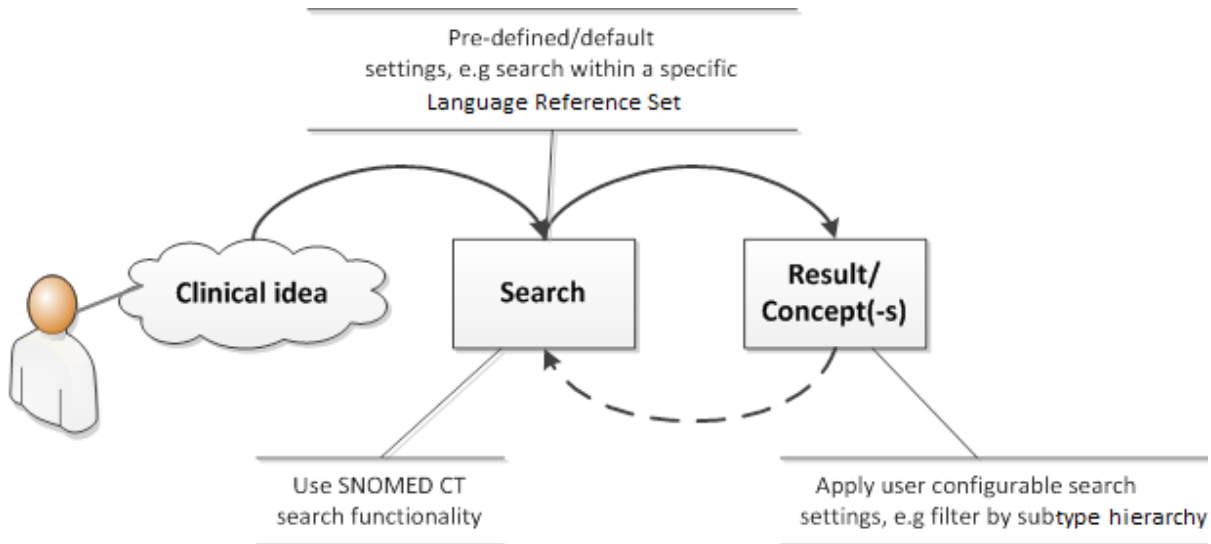 Pre-defined/default
settings, e.g search within a specific
Language Reference Set
Clinical idea
Search
Result/
Concept(-s)
Use SNOMED CT
search functionality
Apply user configurable search
settings, e.g filter by subtype hierarchy